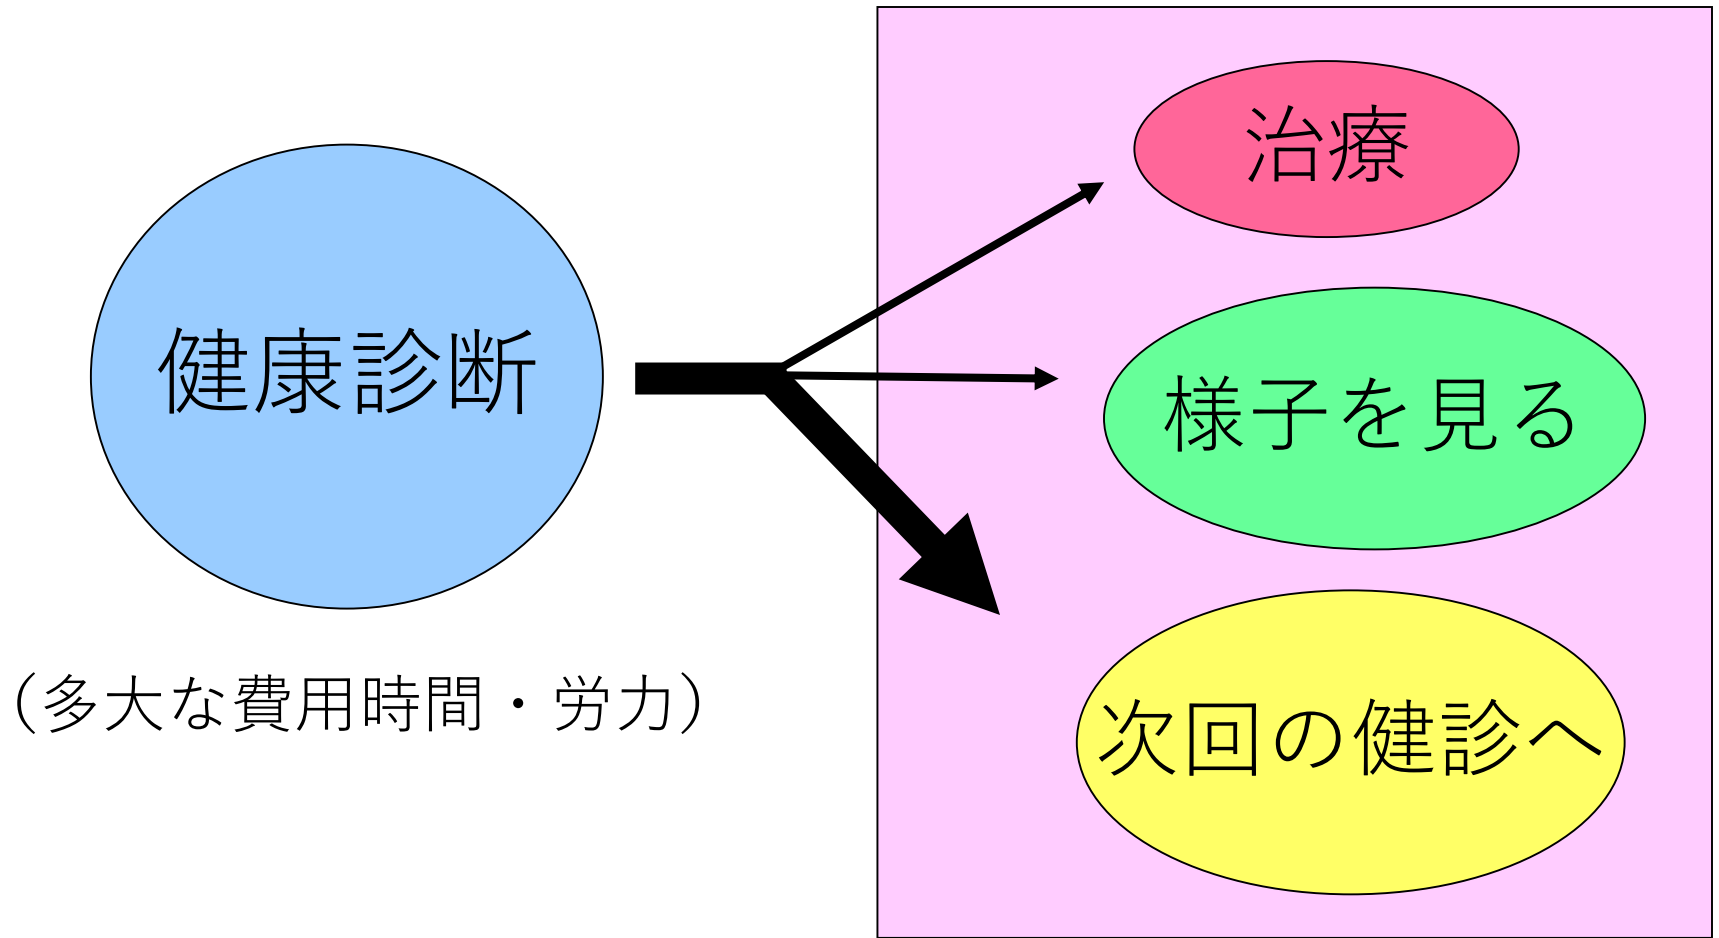 健康診断
（多大な費用時間・労力）
治療
様子を見る
次回の健診へ